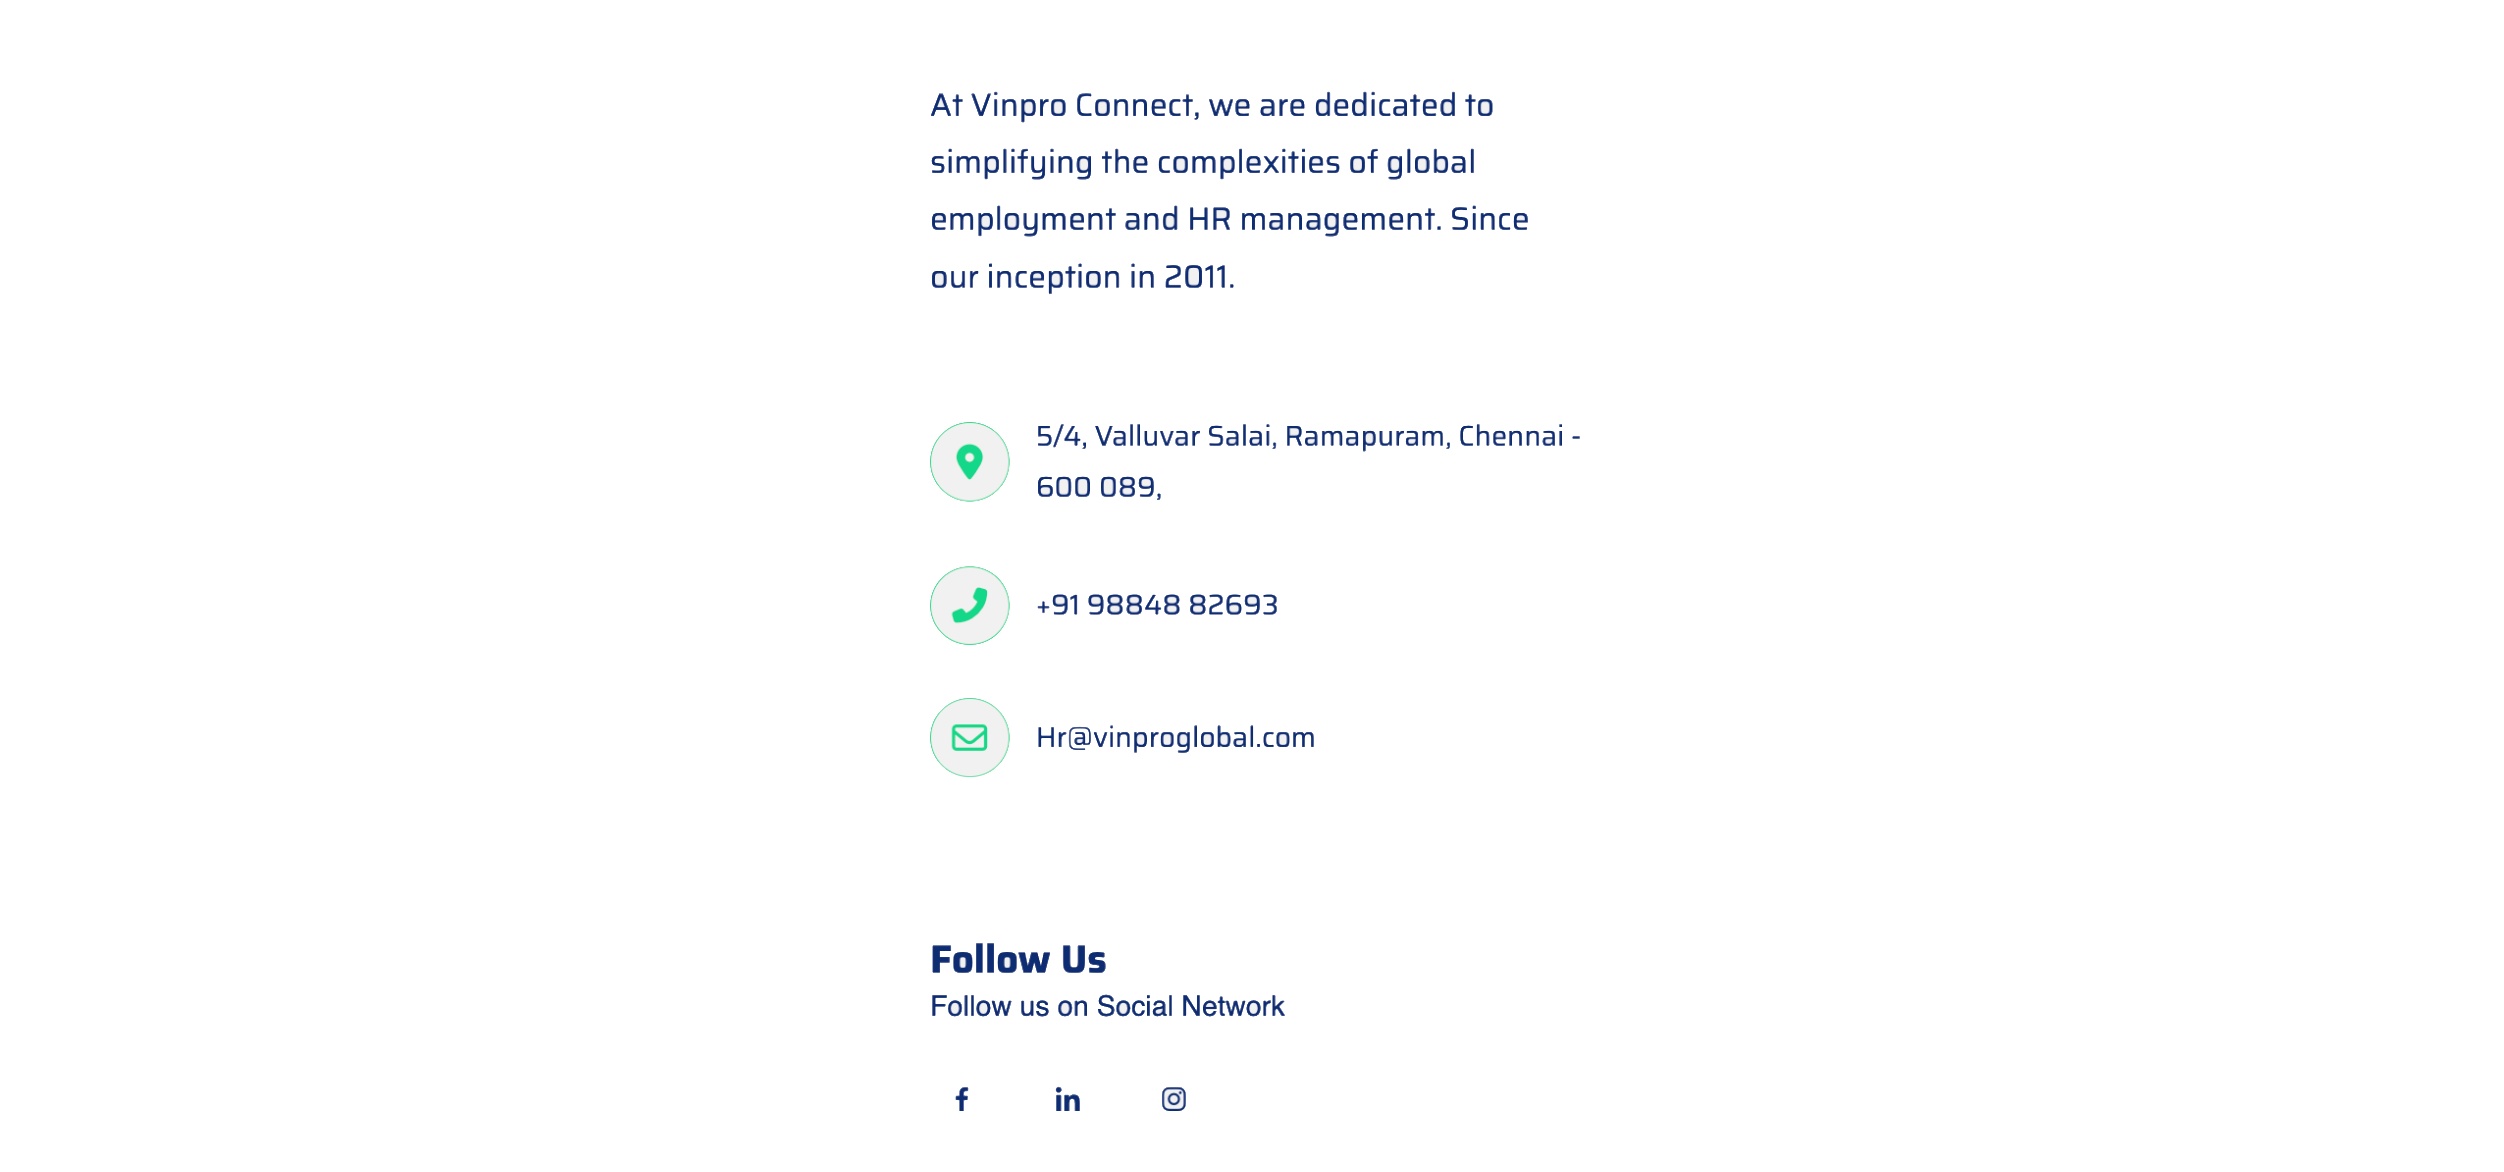 At Vinpro Connect, we are dedicated to
simplifying the complexities of global
employment and HR management. Since
our inception in 2011.
5/4, Valluvar Salai, Ramapuram, Chennai -
600 089,
+91 98848 82693
Hr@vinproglobal.com
Follow Us
Follow us on Social Network